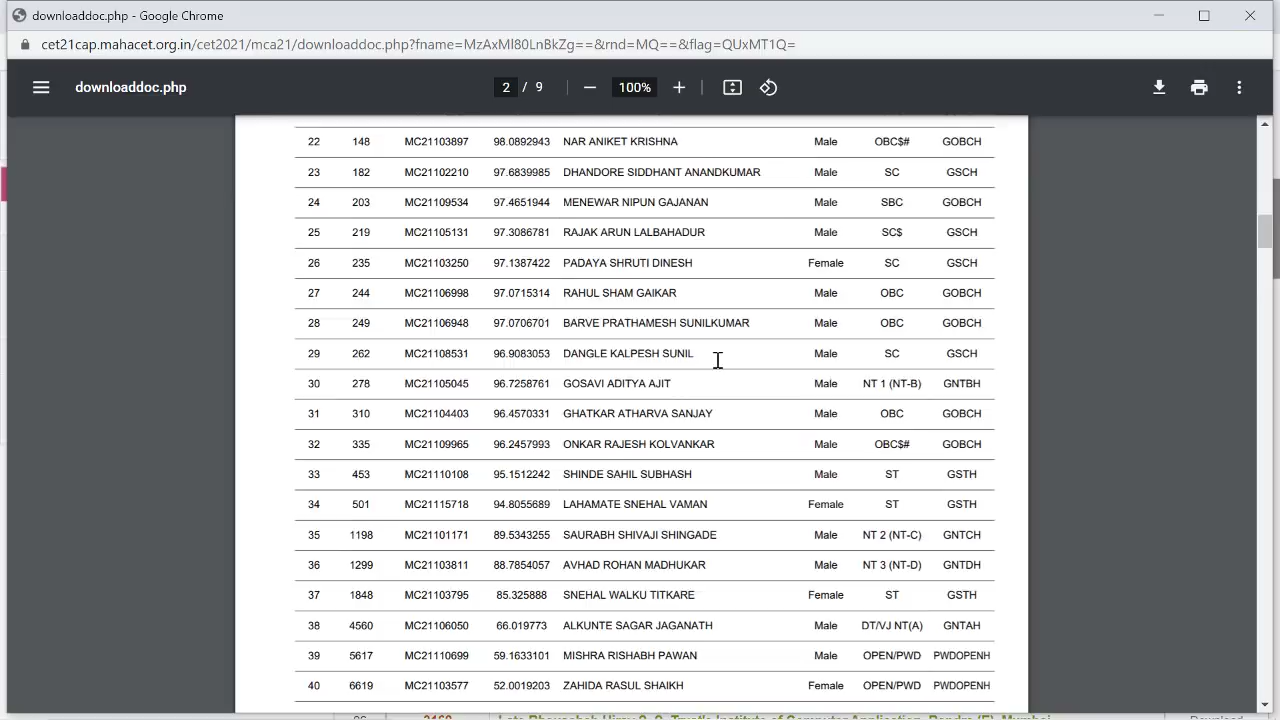 downloaddoc.php - Google Chrome
cet21cap.mahacet.org.in/cet2021/mca21/downloaddoc.php?fname=MzAxMl80LnBkZg==&rnd=MQ==&flag=QUxMT1Q=
downloaddoc.php 2 / 9 100%
22 148 MC21103897 98.0892943 NAR ANIKET KRISHNA Male OBC$# GOBCH
23 182 MC21102210 97.6839985 DHANDORE SIDDHANT ANANDKUMAR Male SC GSCH
24 203 MC21109534 97.4651944 MENEWAR NIPUN GAJANAN Male SBC GOBCH
25 219 MC21105131 97.3086781 RAJAK ARUN LALBAHADUR Male SC$ GSCH
26 235 MC21103250 97.1387422 PADAYA SHRUTI DINESH Female SC GSCH
27 244 MC21106998 97.0715314 RAHUL SHAM GAIKAR Male OBC GOBCH
28 249 MC21106948 97.0706701 BARVE PRATHAMESH SUNILKUMAR Male OBC GOBCH
29 262 MC21108531 96.9083053 DANGLE KALPESH SUNIL Male SC GSCH
30 278 MC21105045 96.7258761 GOSAVI ADITYA AJIT Male NT 1 (NT-B) GNTBH
31 310 MC21104403 96.4570331 GHATKAR ATHARVA SANJAY Male OBC GOBCH
32 335 MC21109965 96.2457993 ONKAR RAJESH KOLVANKAR Male OBC$# GOBCH
33 453 MC21110108 95.1512242 SHINDE SAHIL SUBHASH Male ST GSTH
34 501 MC21115718 94.8055689 LAHAMATE SNEHAL VAMAN Female ST GSTH
35 1198 MC21101171 89.5343255 SAURABH SHIVAJI SHINGADE Male NT 2 (NT-C) GNTCH
36 1299 MC21103811 88.7854057 AVHAD ROHAN MADHUKAR Male NT 3 (NT-D) GNTDH
37 1848 MC21103795 85.325888 SNEHAL WALKU TITKARE Female ST GSTH
38 4560 MC21106050 66.019773 ALKUNTE SAGAR JAGANATH Male DT/VJ NT(A) GNTAH
39 5617 MC21110699 59.1633101 MISHRA RISHABH PAWAN Male OPEN/PWD PWDOPENH
40 6619 MC21103577 52.0019203 ZAHIDA RASUL SHAIKH Female OPEN/PWD PWDOPENH